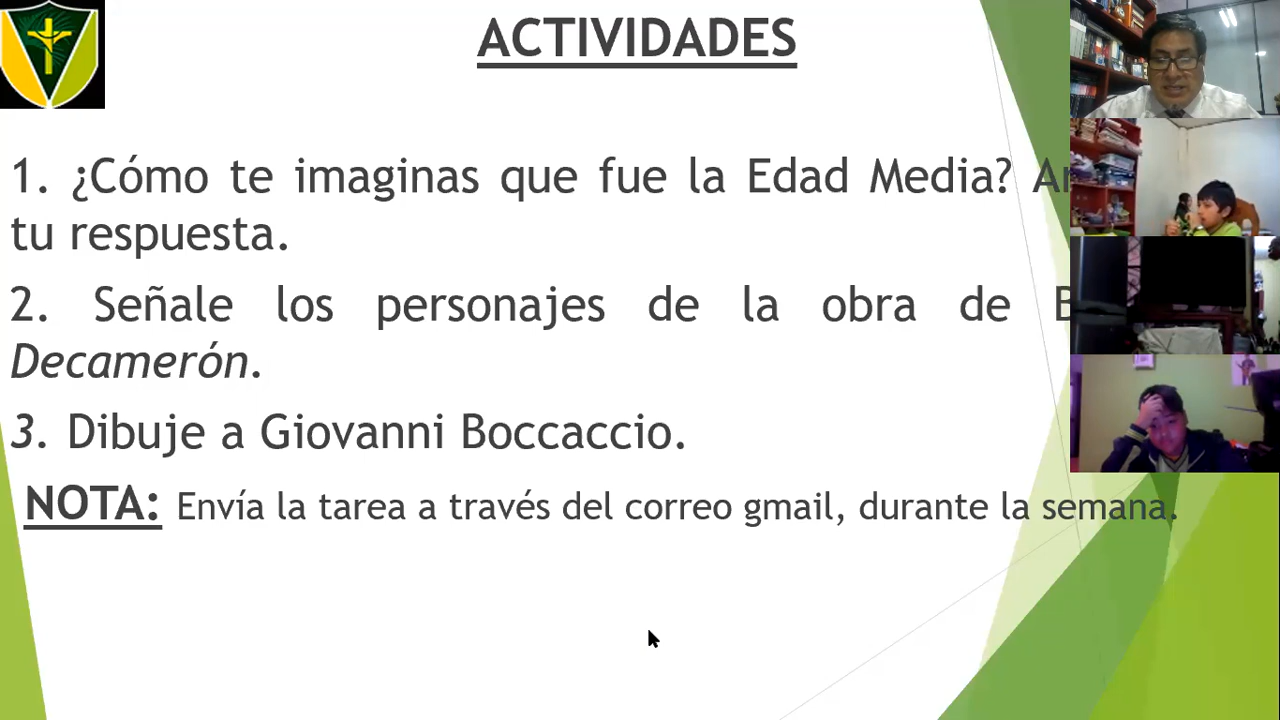 ACTIVIDADES
1. ¿Cómo te imaginas que fue la Edad Media?
tu respuesta.
2. Señale los personajes de la obra de
Decamerón.
3. Dibuje a Giovanni Boccaccio.
NOTA: Envía la tarea a través del correo gmail, durante la semana.